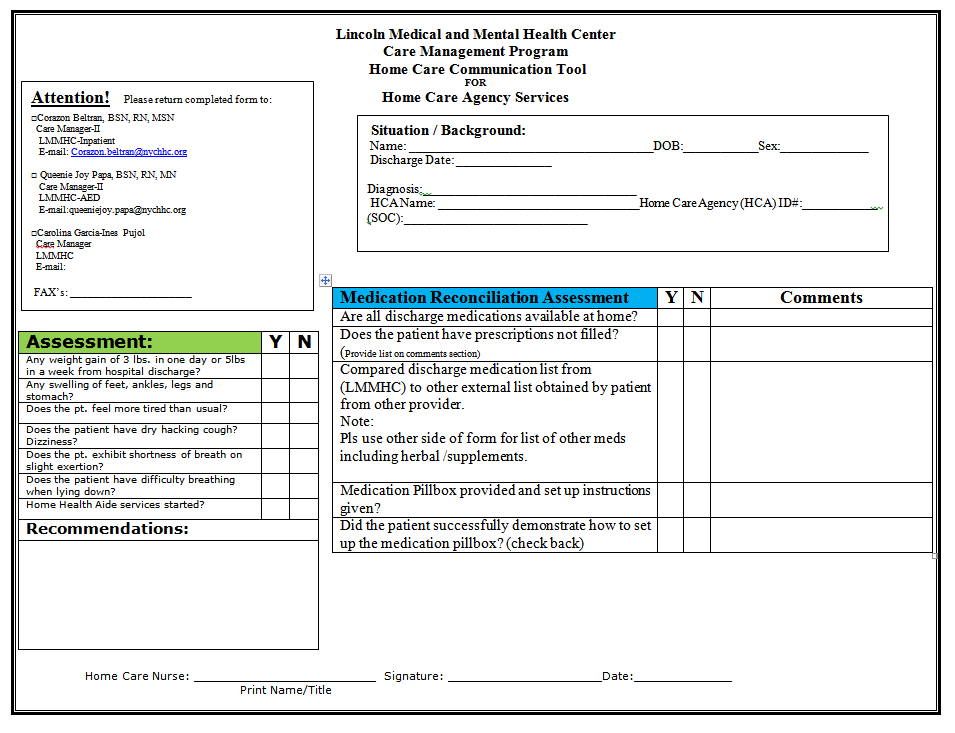 Lincoln Medical and Mental Health Center
Care Management Program
Home Care Communication Tool
FOR
Home Care Agency Services
Attention! Please return completed form to:
□Corazon Beltran, BSN, RN, MSN
Care Manager-II
LMMHC-Inpatient
E-mail: Corazon.beltran@nychhc.org
□ Queenie Joy Papa, BSN, RN, MN
Care Manager-II
LMMHC-AED
E-mail:queeniejoy.papa@nychhc.org
□Carolina Garcia-Ines Pujol
Care Manager
LMMHC
E-mail:
FAX's: ____________________
Situation / Background:
Name: ________________________________________DOB:____________Sex:______________
Discharge Date: ________________
Diagnosis:___________________________________
HCA Name: _________________________________Home Care Agency (HCA) ID#:_____________
(SOC):______________________________
Assessment: Y N
Any weight gain of 3 lbs. in one day or 5lbs
in a week from hospital discharge?
Any swelling of feet, ankles, legs and
stomach?
Does the pt. feel more tired than usual?
Does the patient have dry hacking cough?
Dizziness?
Does the pt. exhibit shortness of breath on
slight exertion?
Does the patient have difficulty breathing
when lying down?
Home Health Aide services started?
Recommendations:
Medication Reconciliation Assessment Y N Comments
Are all discharge medications available at home?
Does the patient have prescriptions not filled?
(Provide list on comments section)
Compared discharge medication list from
(LMMHC) to other external list obtained by patient
from other provider.
Note:
Pls use other side of form for list of other meds
including herbal /supplements.
Medication Pillbox provided and set up instructions
given?
Did the patient successfully demonstrate how to set
up the medication pillbox? (check back)
Home Care Nurse: __________________________ Signature: ______________________Date:______________
Print Name/Title